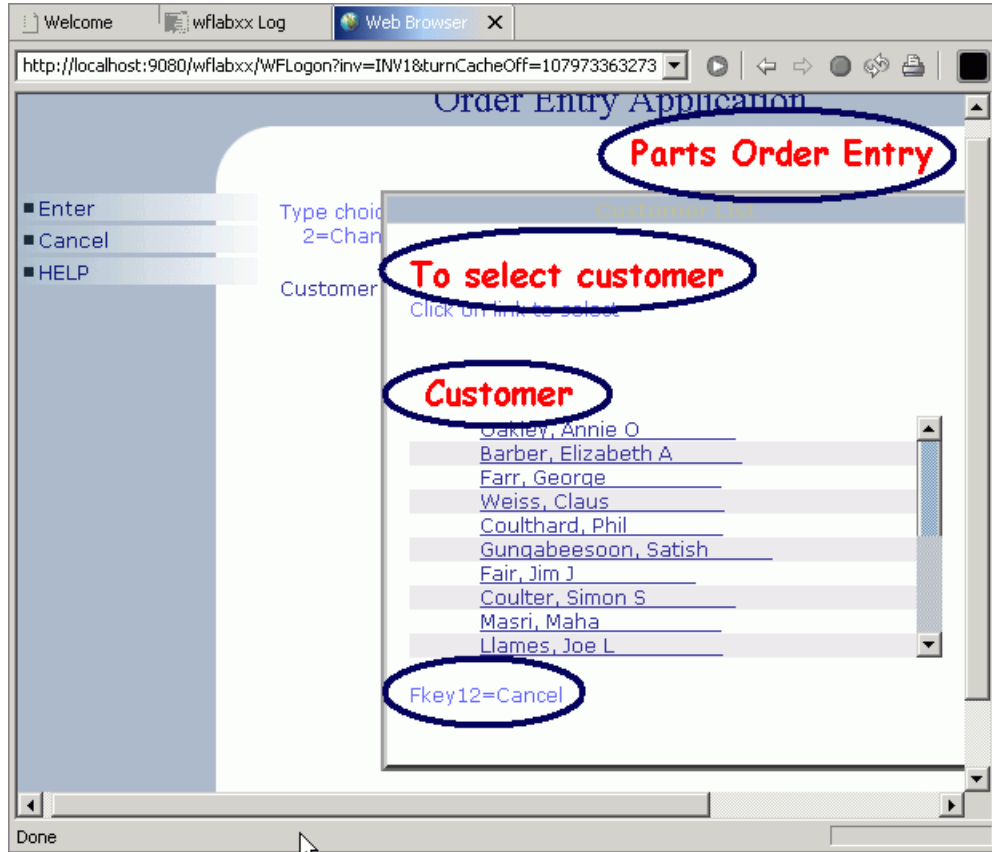 Welcome wflabxx Log Web Browser
http://localhost:9080/wflabxx/WFLogon?inv=INV1&turnCacheOff=107973363273
Order Entry Application
Parts Order Entry
Enter
Cancel
HELP
Type choic
2=Chan
Customer
Customer List
To select customer
Click on link to select
Customer
Oakley, Annie O
Barber, Elizabeth A
Farr, George
Weiss, Claus
Coulthard, Phil
Gungabeesoon, Satish
Fair, Jim J
Coulter, Simon S
Masri, Maha
Llames, Joe L
Fkey12=Cancel
Done